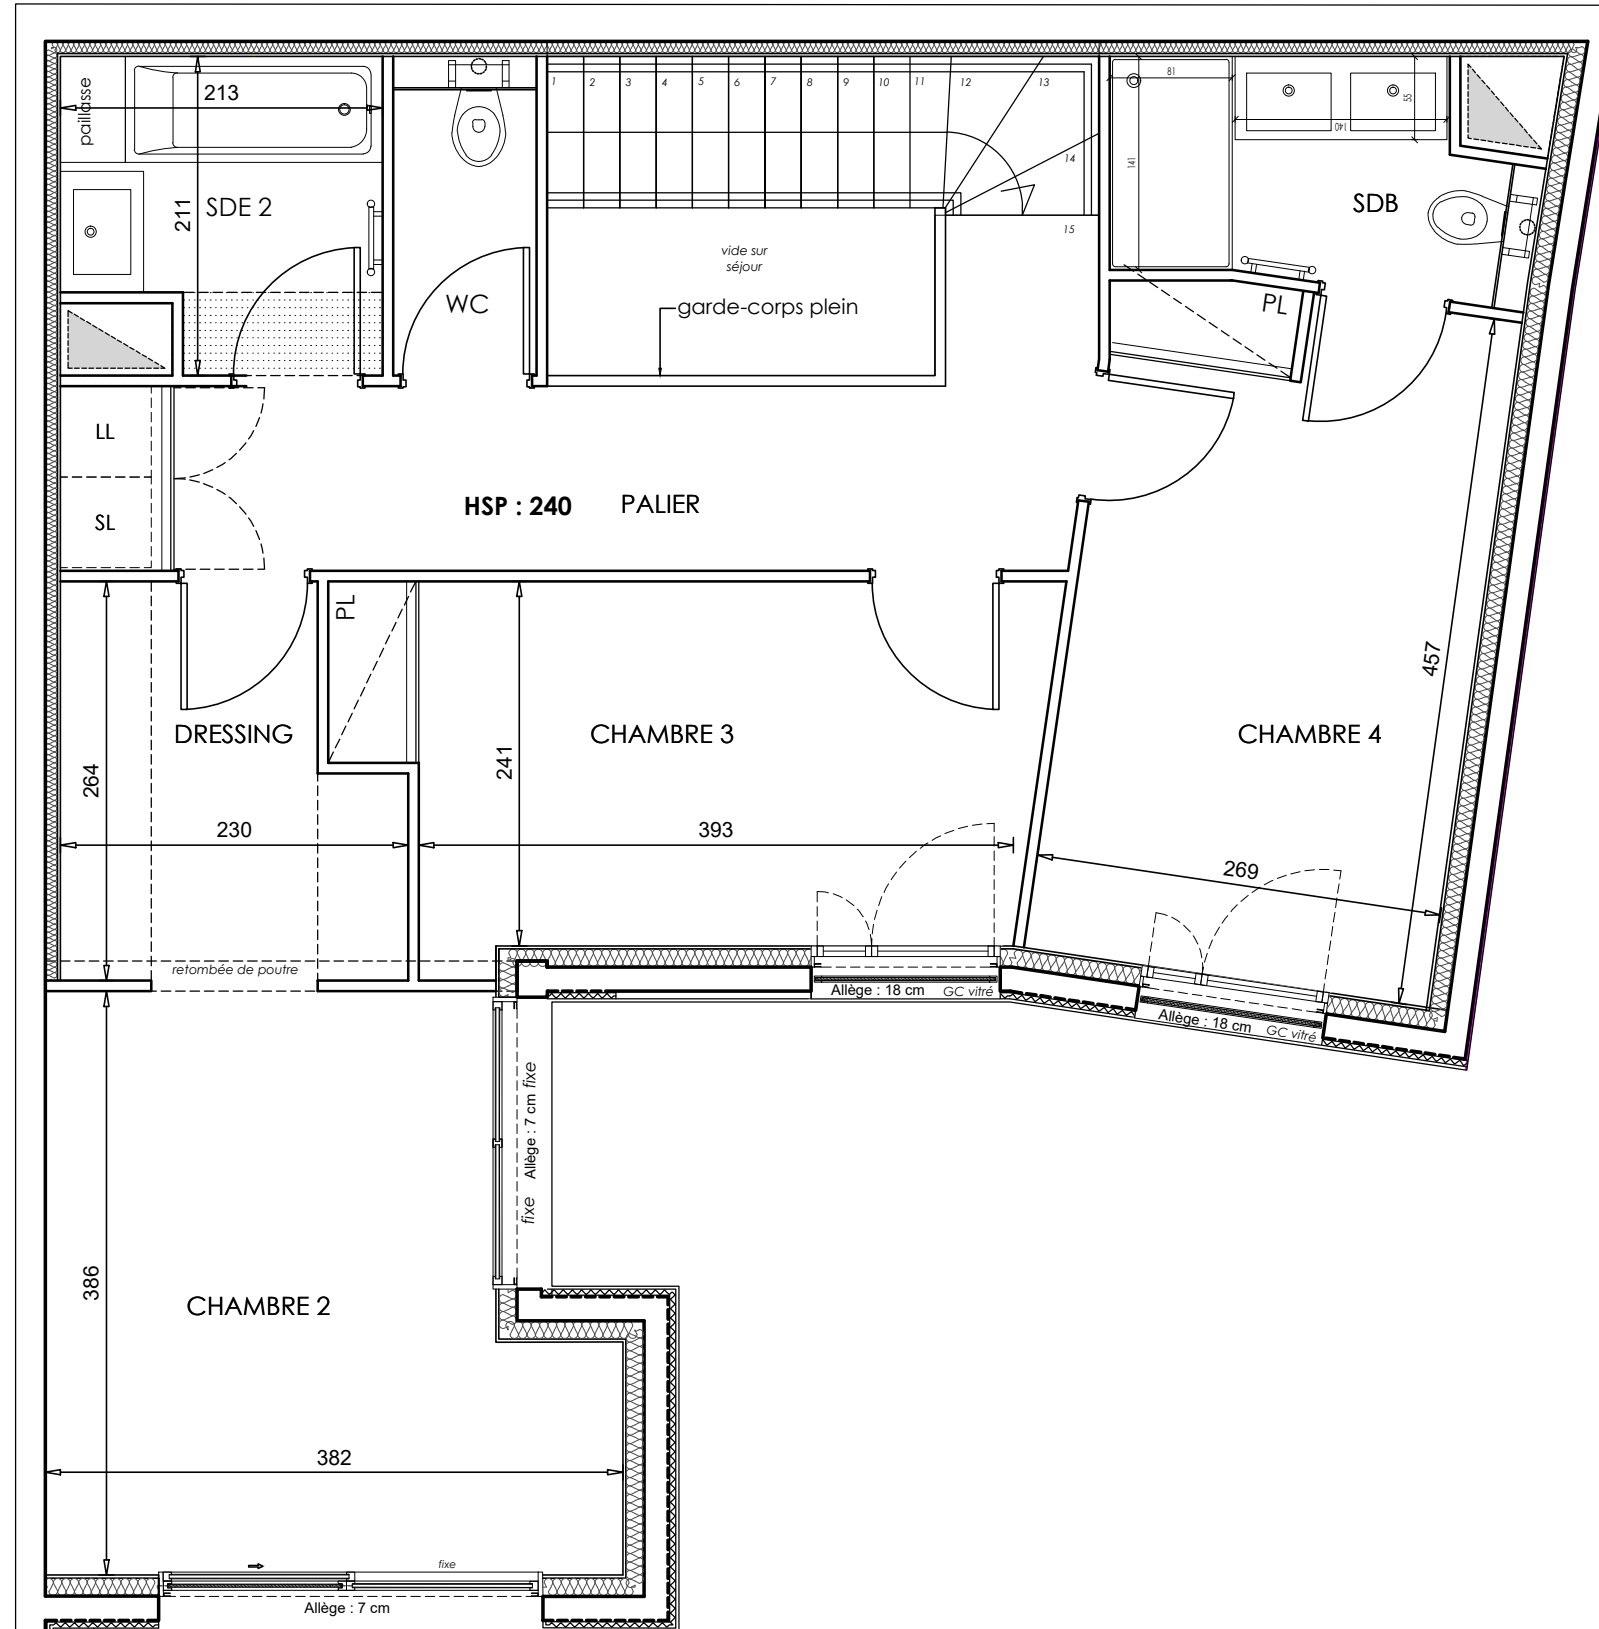 paillasse
213
211
SDE 2
WC
1
2
3
4
5
6
7
8
9
10
11
12
13
14
15
vide sur
séjour
garde-corps plein
81
141
140
55
SDB
PL
LL
SL
HSP : 240
PALIER
PL
DRESSING
264
230
CHAMBRE 3
241
393
CHAMBRE 4
457
269
retombée de poutre
Allège : 18 cm
GC vitré
Allège : 18 cm
GC vitré
fixe
Allège : 7 cm
fixe
386
CHAMBRE 2
382
fixe
Allège : 7 cm